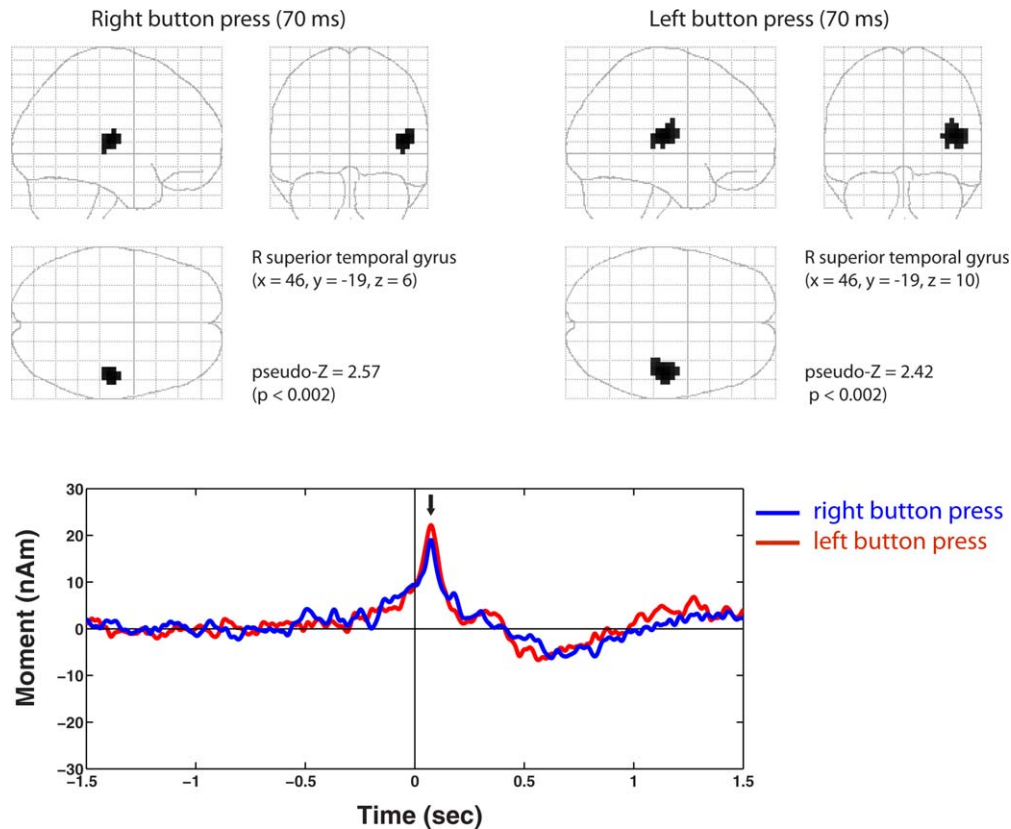 Right button press (70 ms)
Left button press (70 ms)
R superior temporal gyrus
(x = 46, y = -19, z = 6)
pseudo-Z = 2.57
(p < 0.002)
R superior temporal gyrus
(x = 46, y = -19, z = 10)
pseudo-Z = 2.42
p < 0.002)
30
20
10
0
−10
−20
−30
Moment (nAm)
-1.5
-1
-0.5
0
0.5
1
1.5
Time (sec)
right button press
left button press